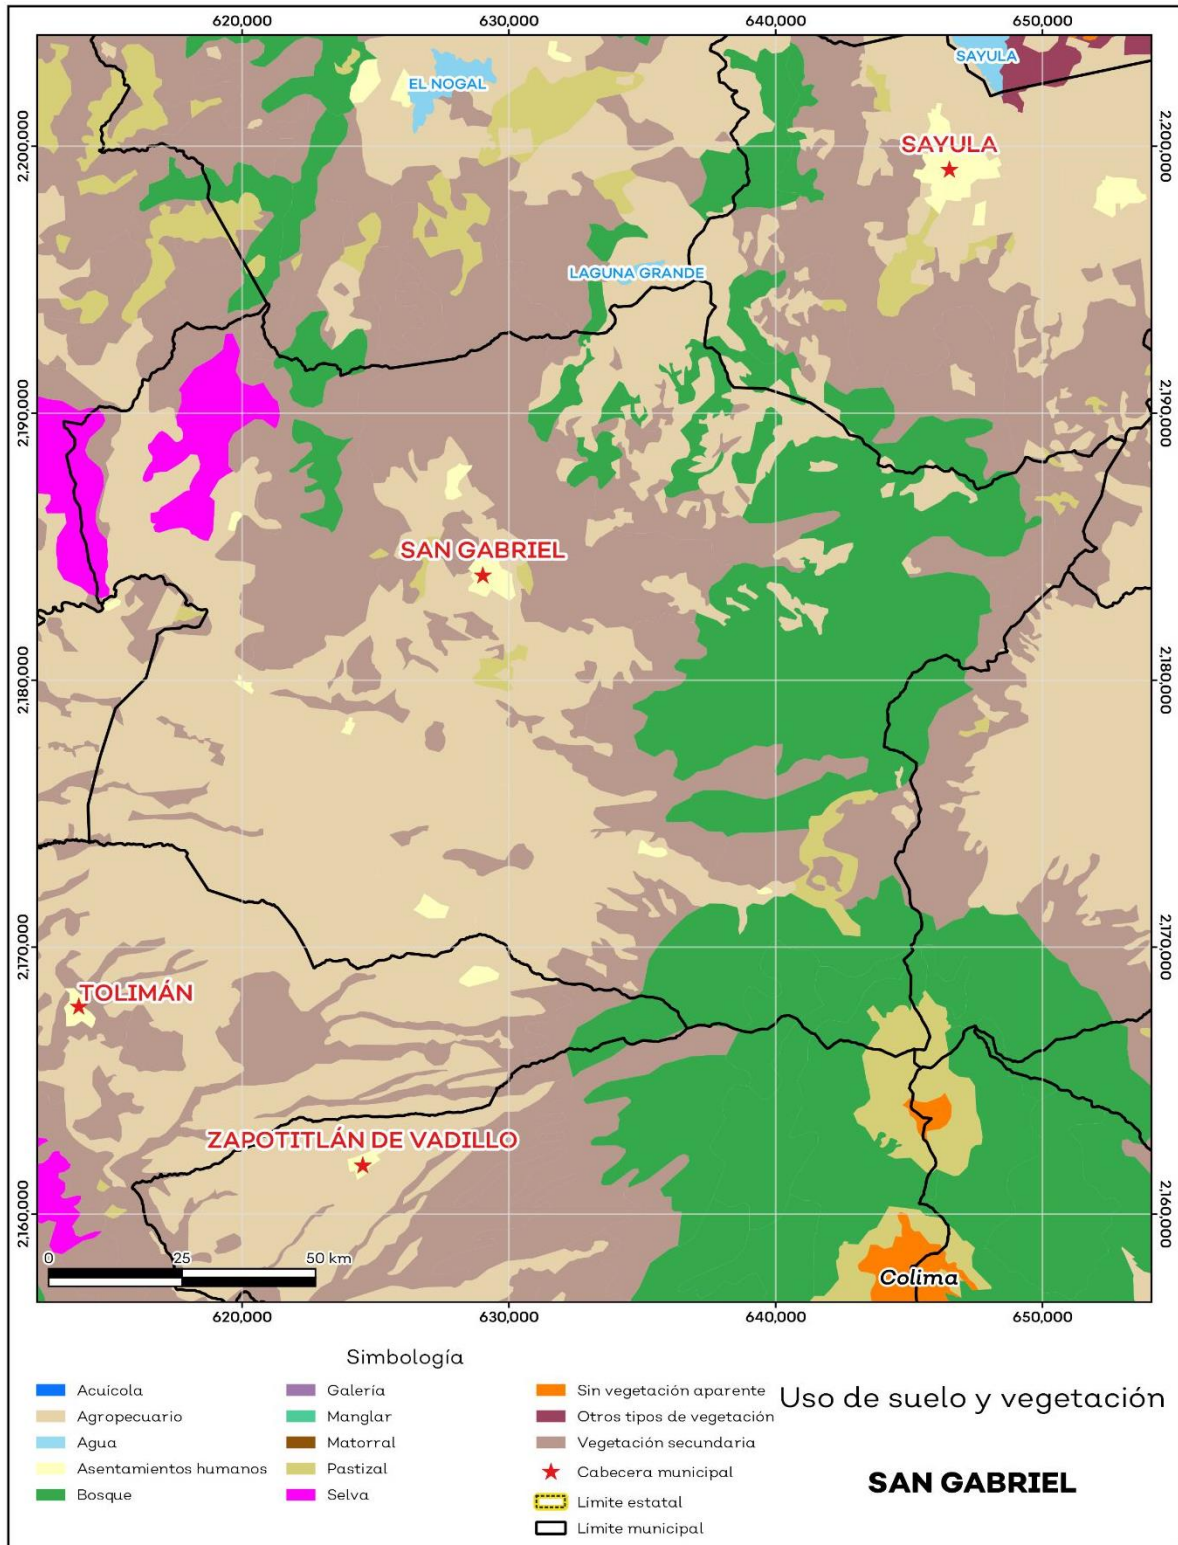 620,000 630,000 640,000 650,000
SAYULA
EL NOGAL
2,200,000 2,200,000
SAYULA
LAGUNA GRANDE
2,190,000 2,190,000
SAN GABRIEL
2,180,000 2,180,000
2,170,000 2,170,000
TOLIMÁN
ZAPOTITLÁN DE VADILLO
2,160,000 2,160,000
0 25 50 km
Colima
620,000 630,000 640,000 650,000
Simbología
Acuícola
Agropecuario
Agua
Asentamientos humanos
Bosque
Galería
Manglar
Matorral
Pastizal
Selva
Sin vegetación aparente
Otros tipos de vegetación
Vegetación secundaria
Cabecera municipal
Límite estatal
Límite municipal
Uso de suelo y vegetación
SAN GABRIEL